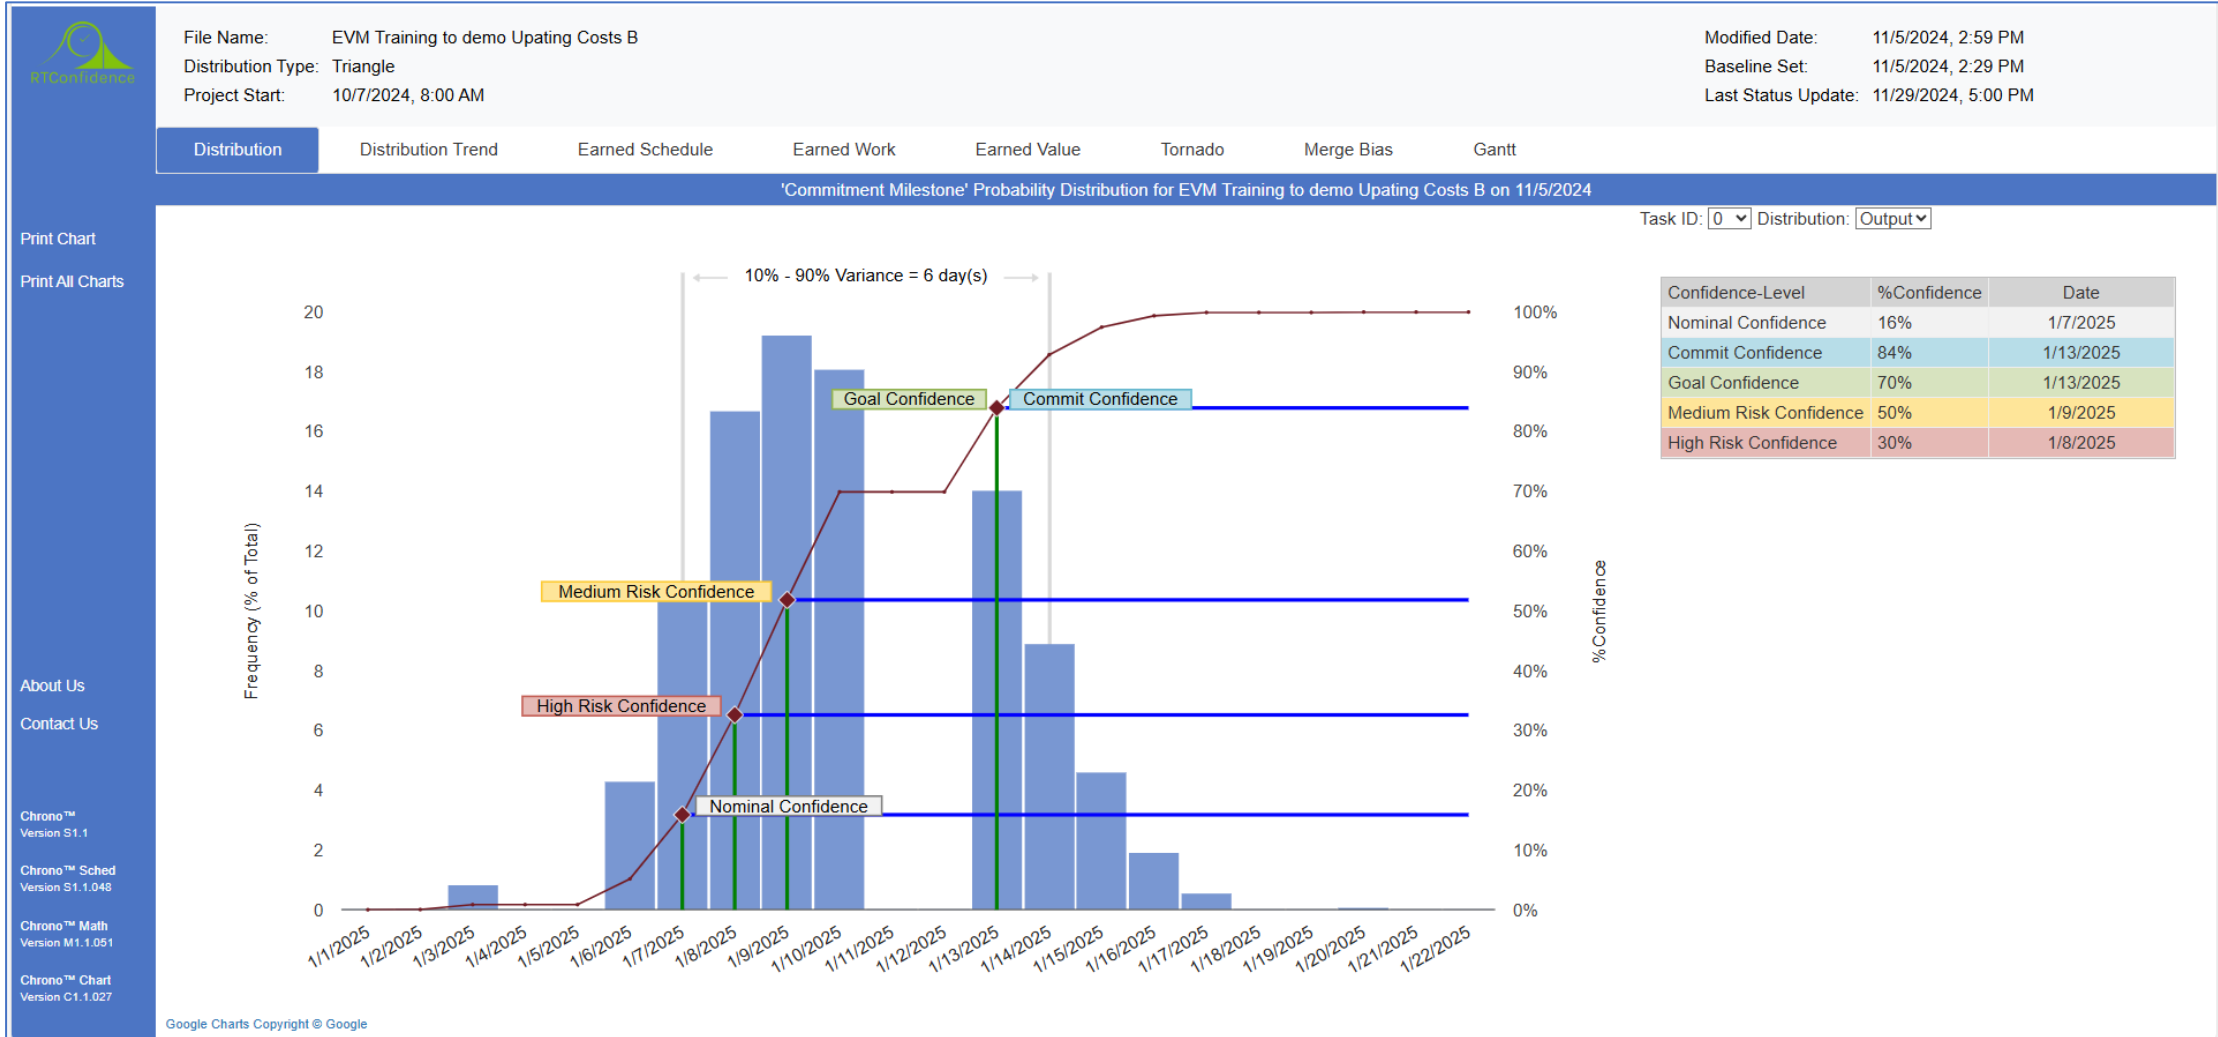 RTConfidence
File Name: EVM Training to demo Upating Costs B
Distribution Type: Triangle
Project Start: 10/7/2024, 8:00 AM
Modified Date: 11/5/2024, 2:59 PM
Baseline Set: 11/5/2024, 2:29 PM
Last Status Update: 11/29/2024, 5:00 PM
Distribution Distribution Trend Earned Schedule Earned Work Earned Value Tornado Merge Bias Gantt
'Commitment Milestone' Probability Distribution for EVM Training to demo Upating Costs B on 11/5/2024
Print Chart
Print All Charts
About Us
Contact Us
Chrono™
Version S1.1
Chrono™ Sched
Version S1.1.048
Chrono™ Math
Version M1.1.051
Chrono™ Chart
Version C1.1.027
Task ID: 0 Distribution: Output
10% - 90% Variance = 6 day(s)
Frequency (% of Total)
20
18
16
14
12
10
8
6
4
2
0
Goal Confidence
Commit Confidence
Medium Risk Confidence
High Risk Confidence
Nominal Confidence
100%
90%
80%
70%
60%
50%
40%
30%
20%
10%
0%
%Confidence
1/1/2025
1/2/2025
1/3/2025
1/4/2025
1/5/2025
1/6/2025
1/7/2025
1/8/2025
1/9/2025
1/10/2025
1/11/2025
1/12/2025
1/13/2025
1/14/2025
1/15/2025
1/16/2025
1/17/2025
1/18/2025
1/19/2025
1/20/2025
1/21/2025
1/22/2025
Confidence-Level %Confidence Date
Nominal Confidence 16% 1/7/2025
Commit Confidence 84% 1/13/2025
Goal Confidence 70% 1/13/2025
Medium Risk Confidence 50% 1/9/2025
High Risk Confidence 30% 1/8/2025
Google Charts Copyright © Google